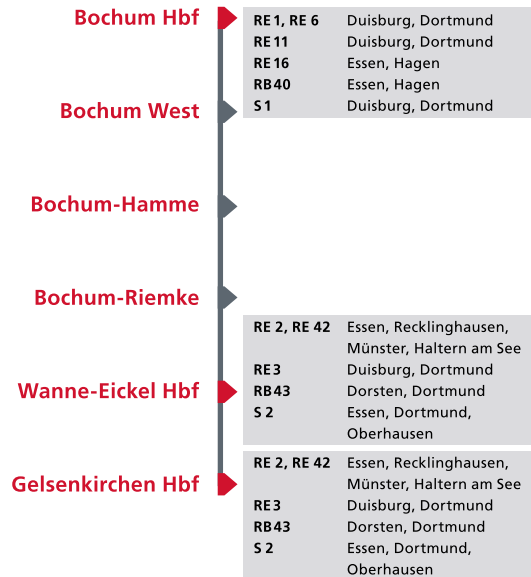 Bochum Hbf
RE 1, RE 6 Duisburg, Dortmund
RE 11 Duisburg, Dortmund
RE 16 Essen, Hagen
RB 40 Essen, Hagen
S 1 Duisburg, Dortmund
Bochum West
Bochum-Hamme
Bochum-Riemke
Wanne-Eickel Hbf
RE 2, RE 42 Essen, Recklinghausen,
Münster, Haltern am See
RE 3 Duisburg, Dortmund
RB 43 Dorsten, Dortmund
S 2 Essen, Dortmund,
Oberhausen
Gelsenkirchen Hbf
RE 2, RE 42 Essen, Recklinghausen,
Münster, Haltern am See
RE 3 Duisburg, Dortmund
RB 43 Dorsten, Dortmund
S 2 Essen, Dortmund,
Oberhausen